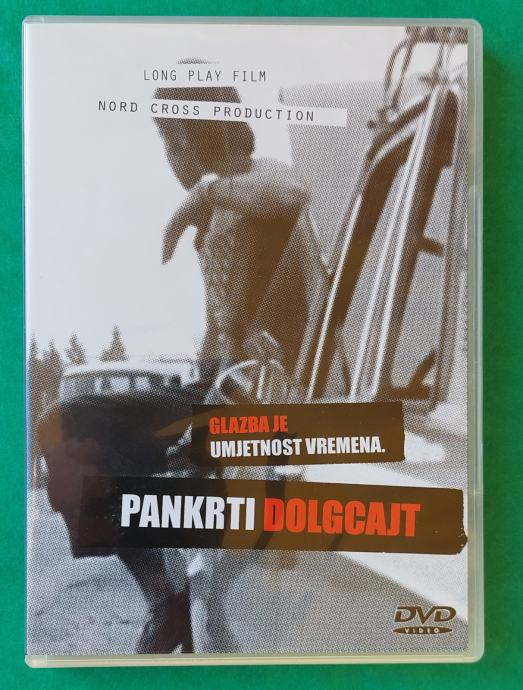 LONG PLAY FILM
NORD CROSS PRODUCTION
GLAZBA JE
UMJETNOST VREMENA.
PANKRTI DOLGCAJT
DVD
VIDEO